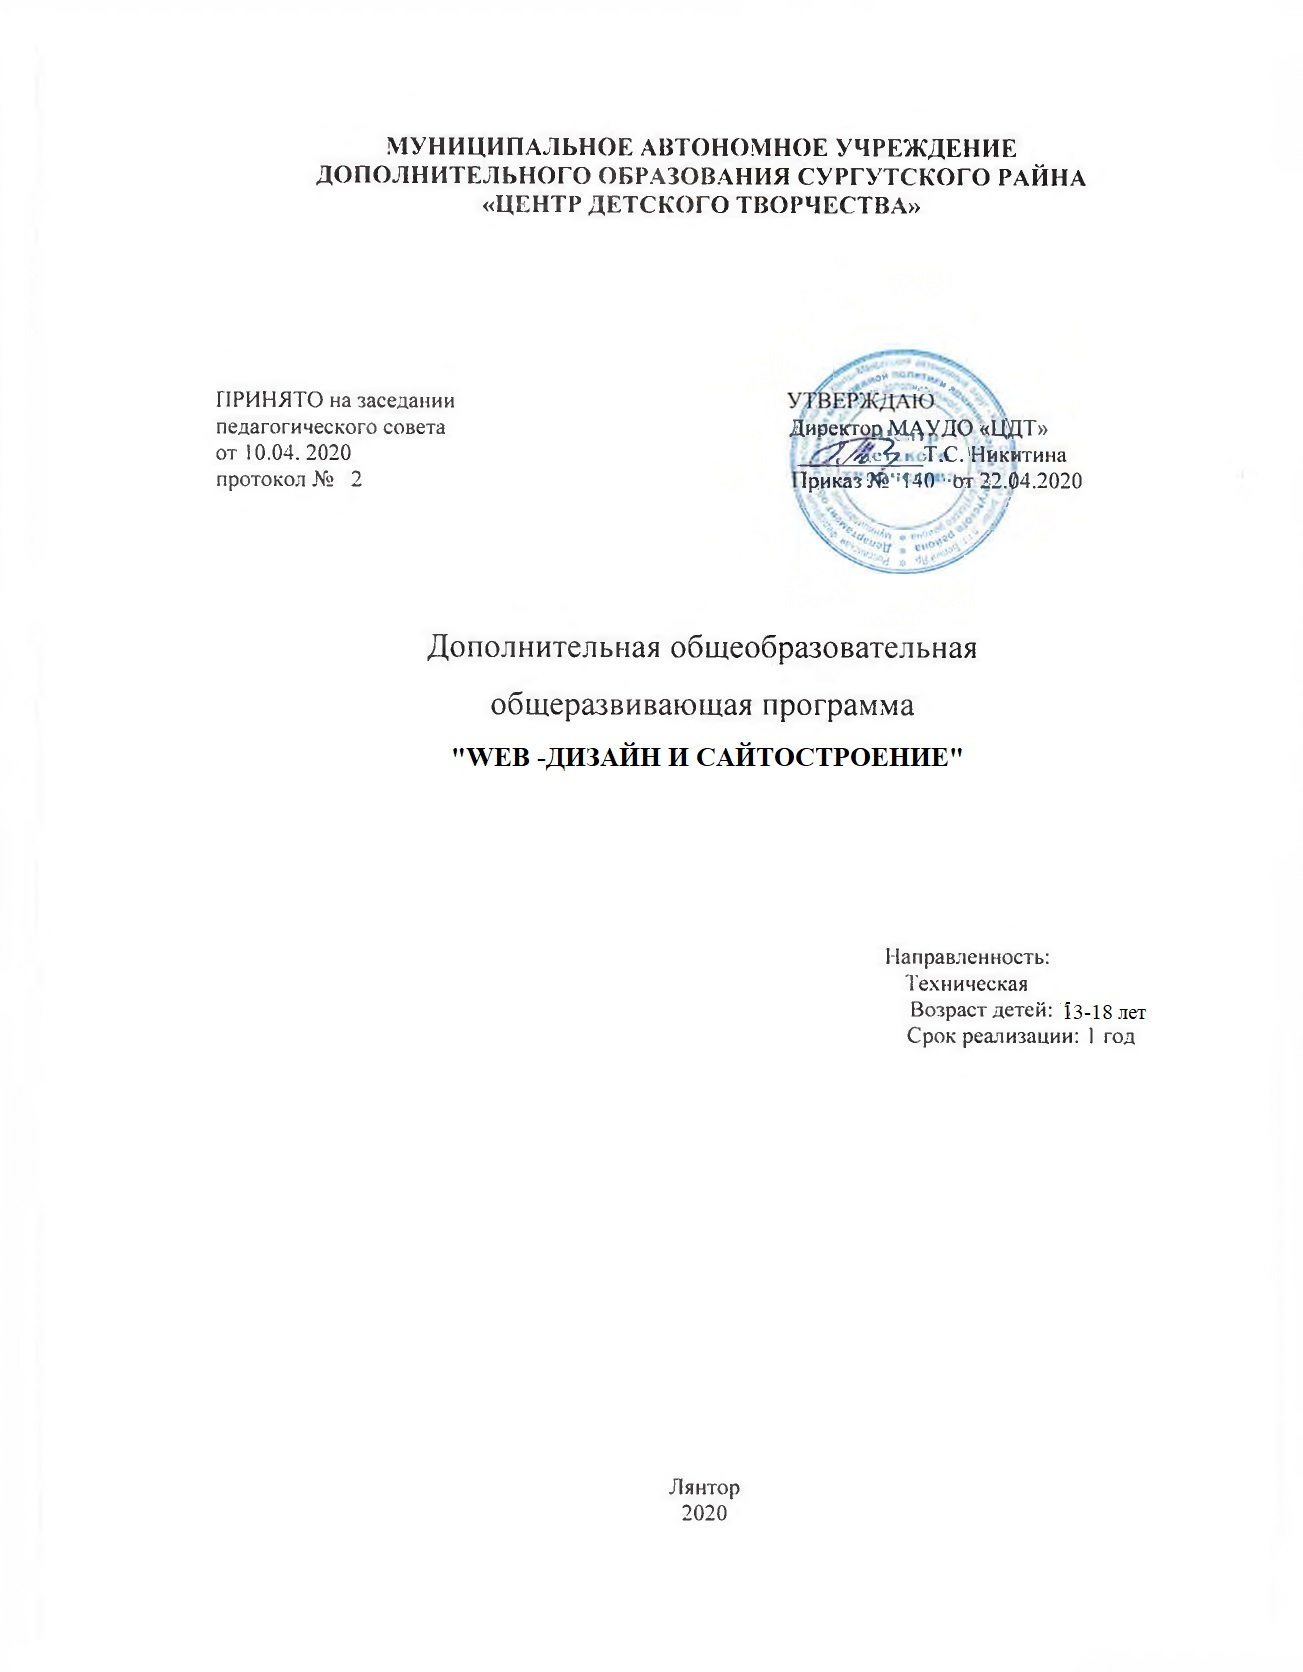 МУНИЦИПАЛЬНОЕ АВТОНОМНОЕ УЧРЕЖДЕНИЕ
ДОПОЛНИТЕЛЬНОГО ОБРАЗОВАНИЯ СУРГУТСКОГО РАЙНА
«ЦЕНТР ДЕТСКОГО ТВОРЧЕСТВА»
ПРИНЯТО на заседании
педагогического совета
от 10.04. 2020
протокол № 2
УТВЕРЖДАЮ
Директор МАУДО «ЦДТ»
Т.С. Никитина
Приказ № 140 от 22.04.2020
Дополнительная общеобразовательная
общеразвивающая программа
"WEB -ДИЗАЙН И САЙТОСТРОЕНИЕ"
Направленность:
Техническая
Возраст детей: 13-18 лет
Срок реализации: 1 год
Лянтор
2020